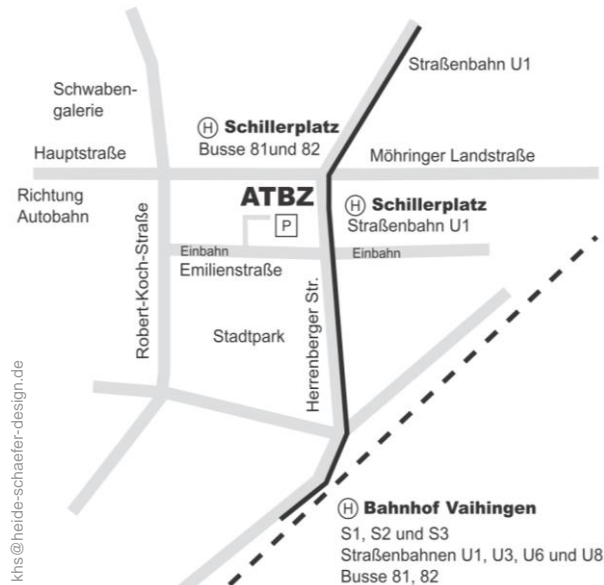 Straßenbahn U1
Schwaben-
galerie
H Schillerplatz
Busse 81und 82
Hauptstraße
Möhringer Landstraße
Richtung
Autobahn
ATBZ
P
H Schillerplatz
Straßenbahn U1
Robert-Koch-Straße
Einbahn
Einbahn
Emilienstraße
Herrenberger Str.
Stadtpark
khs@heide-schaefer-design.de
H Bahnhof Vaihingen
S1, S2 und S3
Straßenbahnen U1, U3, U6 und U8
Busse 81, 82